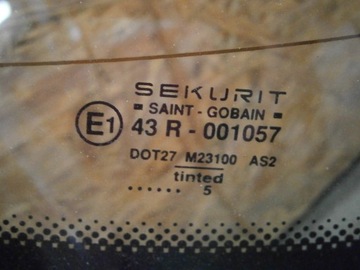 SEKURIT
SAINT - GOBAIN
E1 43 R - 001057
DOT27 M23100 AS2
tinted
...... 5